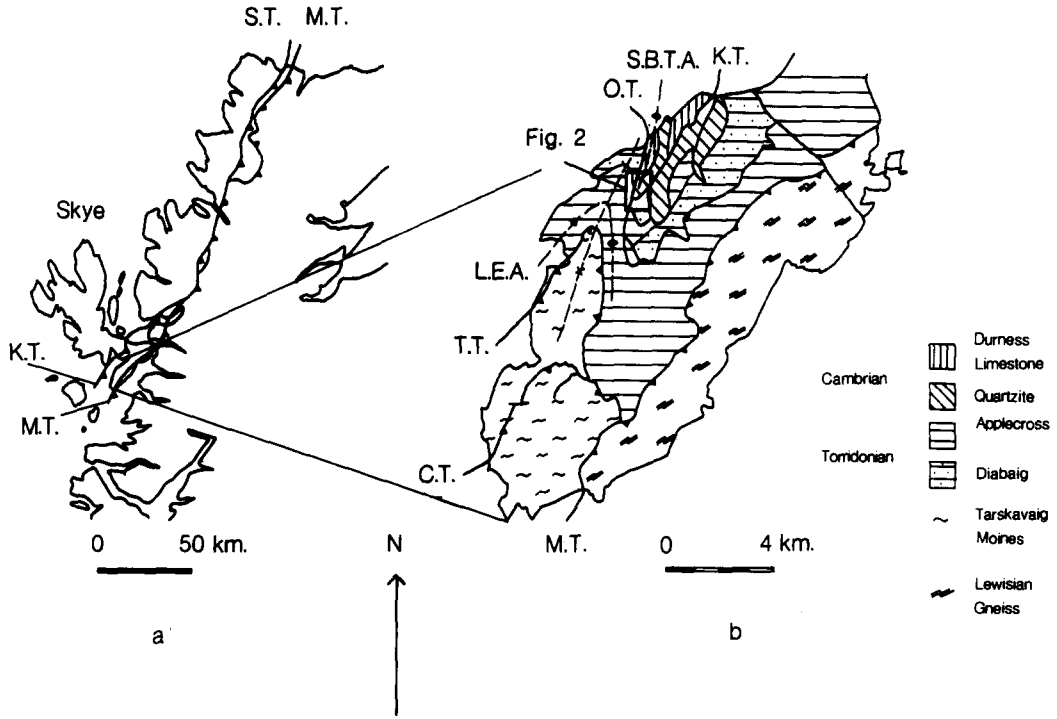 S.T. M.T.
S.B.T.A. K.T.
O.T.
Fig. 2
Skye
L.E.A.
K.T.
T.T.
M.T.
C.T.
Durness
Limestone
Cambrian
Quartzite
Applecross
Torridonian
Diabaig
Tarskavaig
Moines
Lewisian
Gneiss
0 50 km.
N
M.T.
0 4 km.
a
b